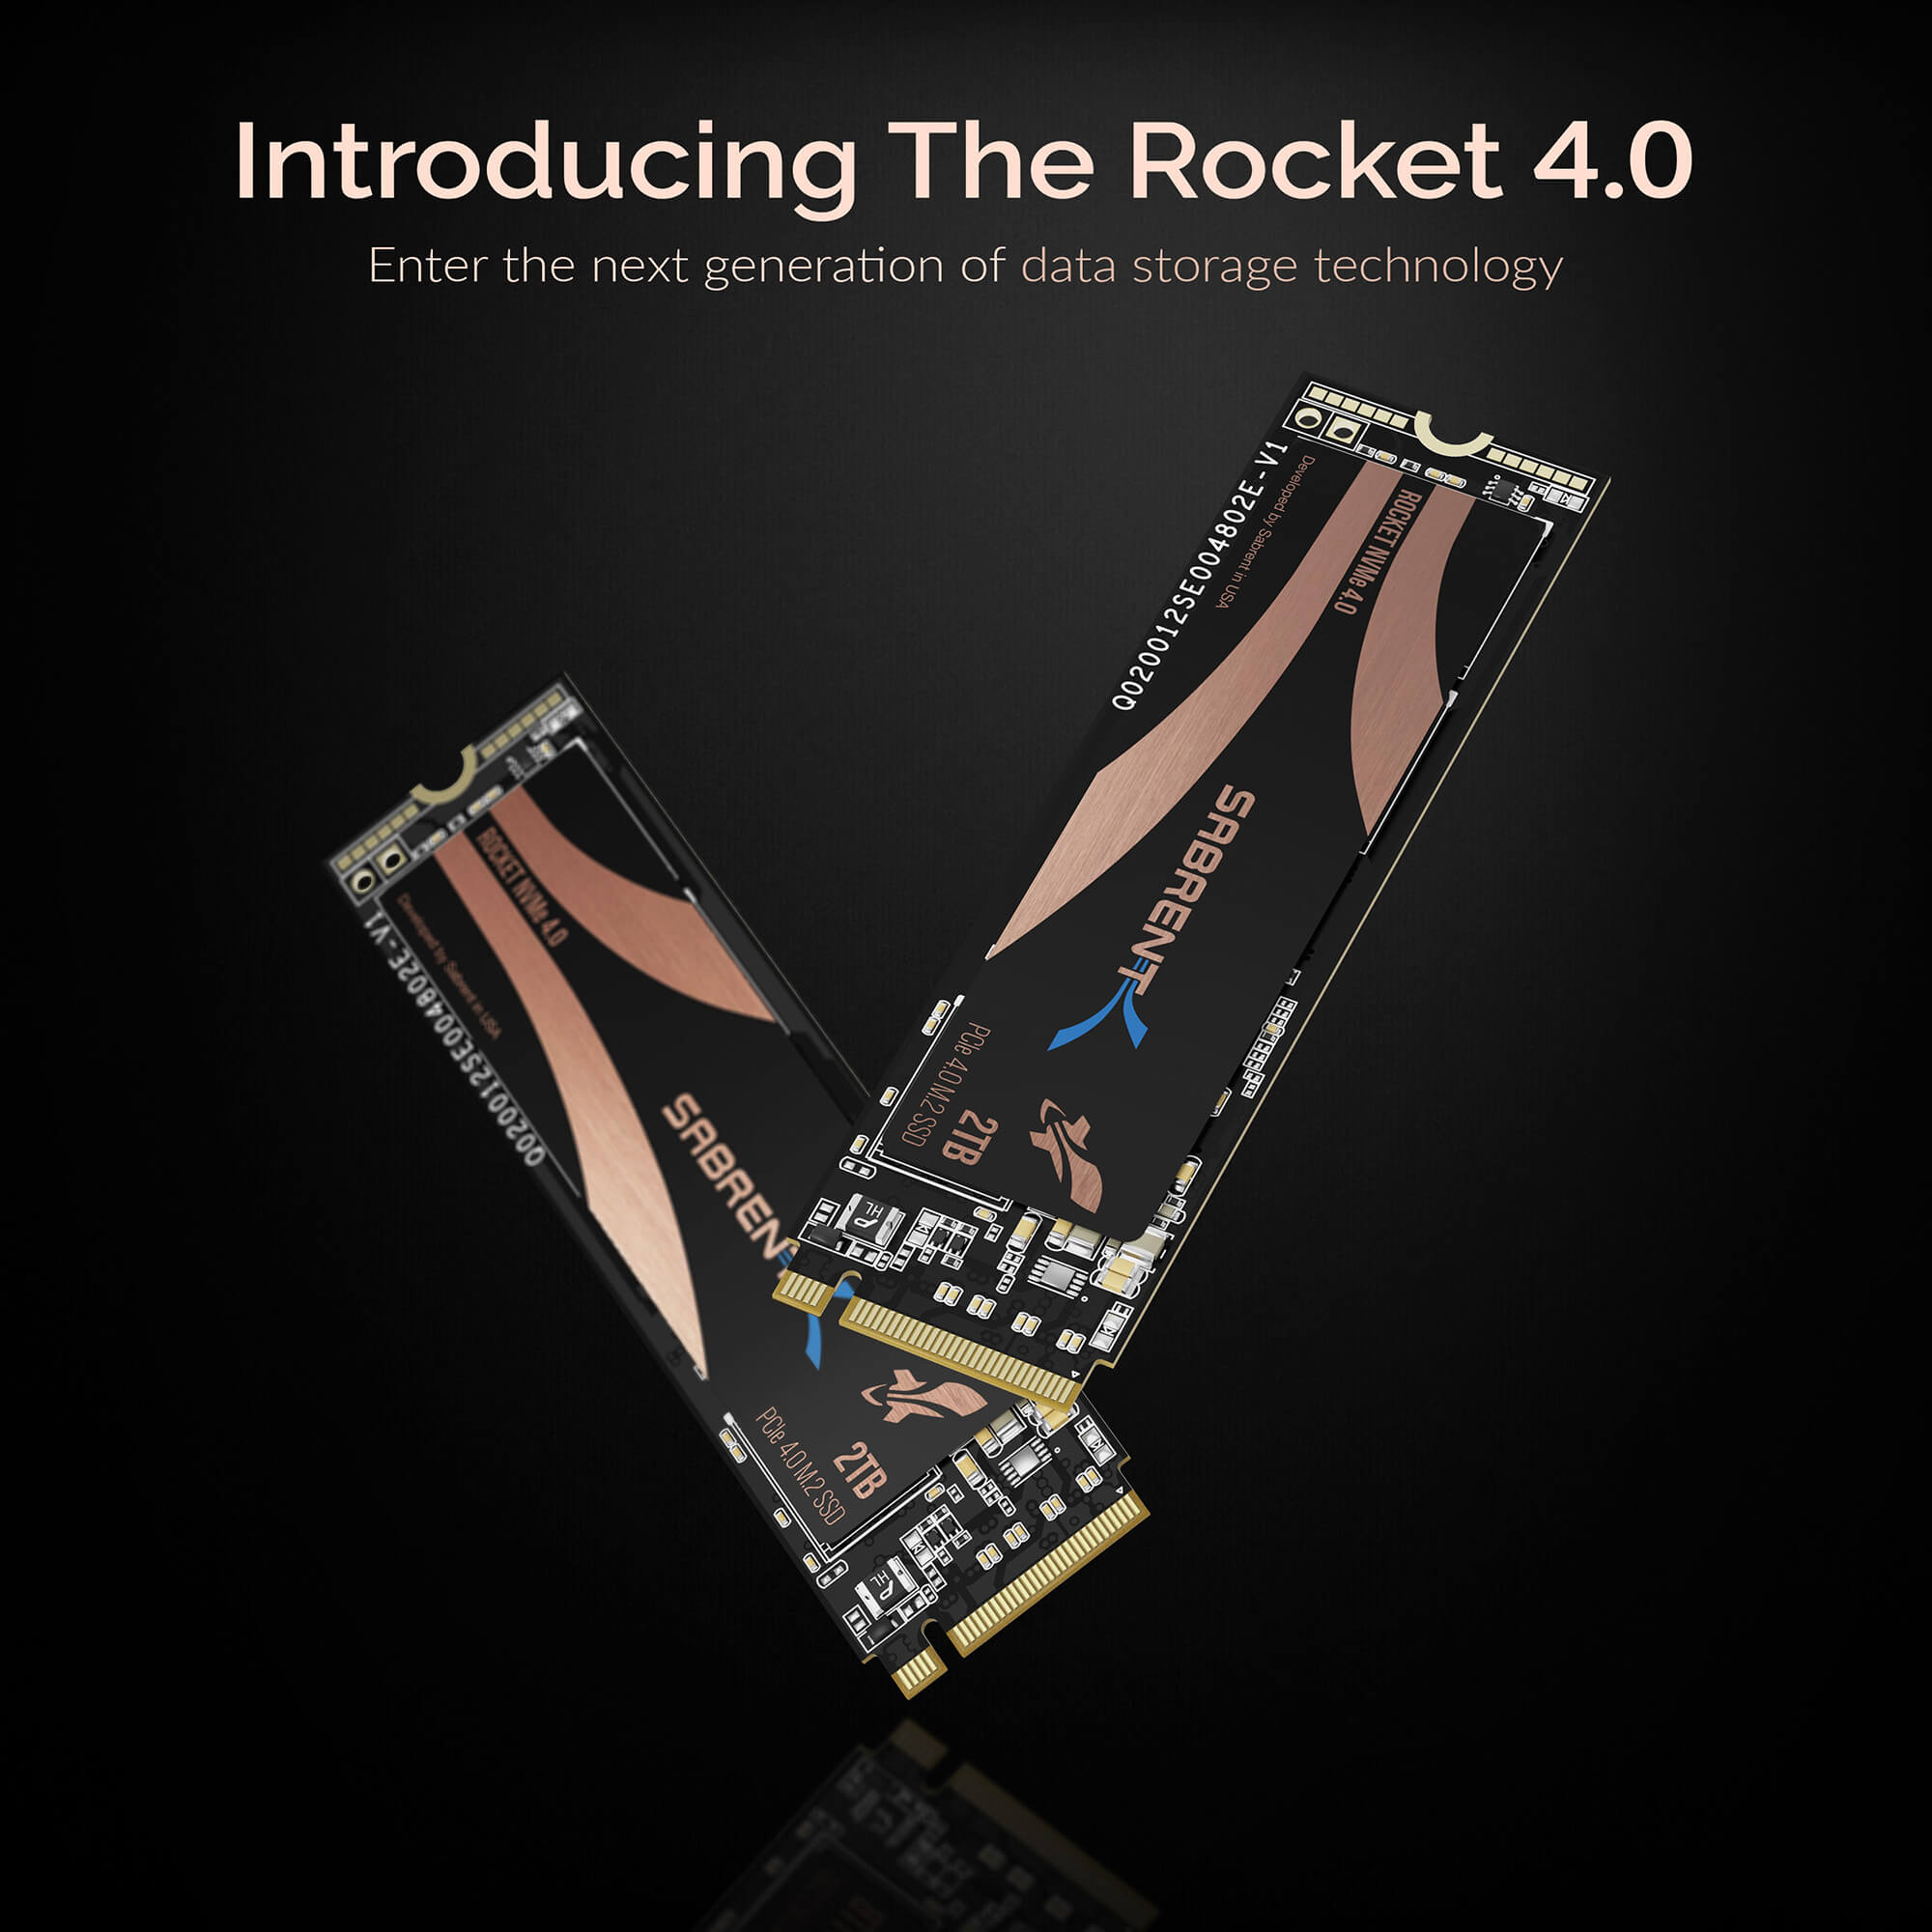 Introducing The Rocket 4.0
Enter the next generation of data storage technology
Q020012SE004802E-V1
Developed by Sabrent in USA
ROCKET NVMe 4.0
SABRENT
PCIe 4.0 M.2 SSD
2TB
HL
Q020012SE004802E-V1
Developed by Sabrent in USA
ROCKET NVMe 4.0
SABRENT
PCIe 4.0 M.2 SSD
2TB
HL